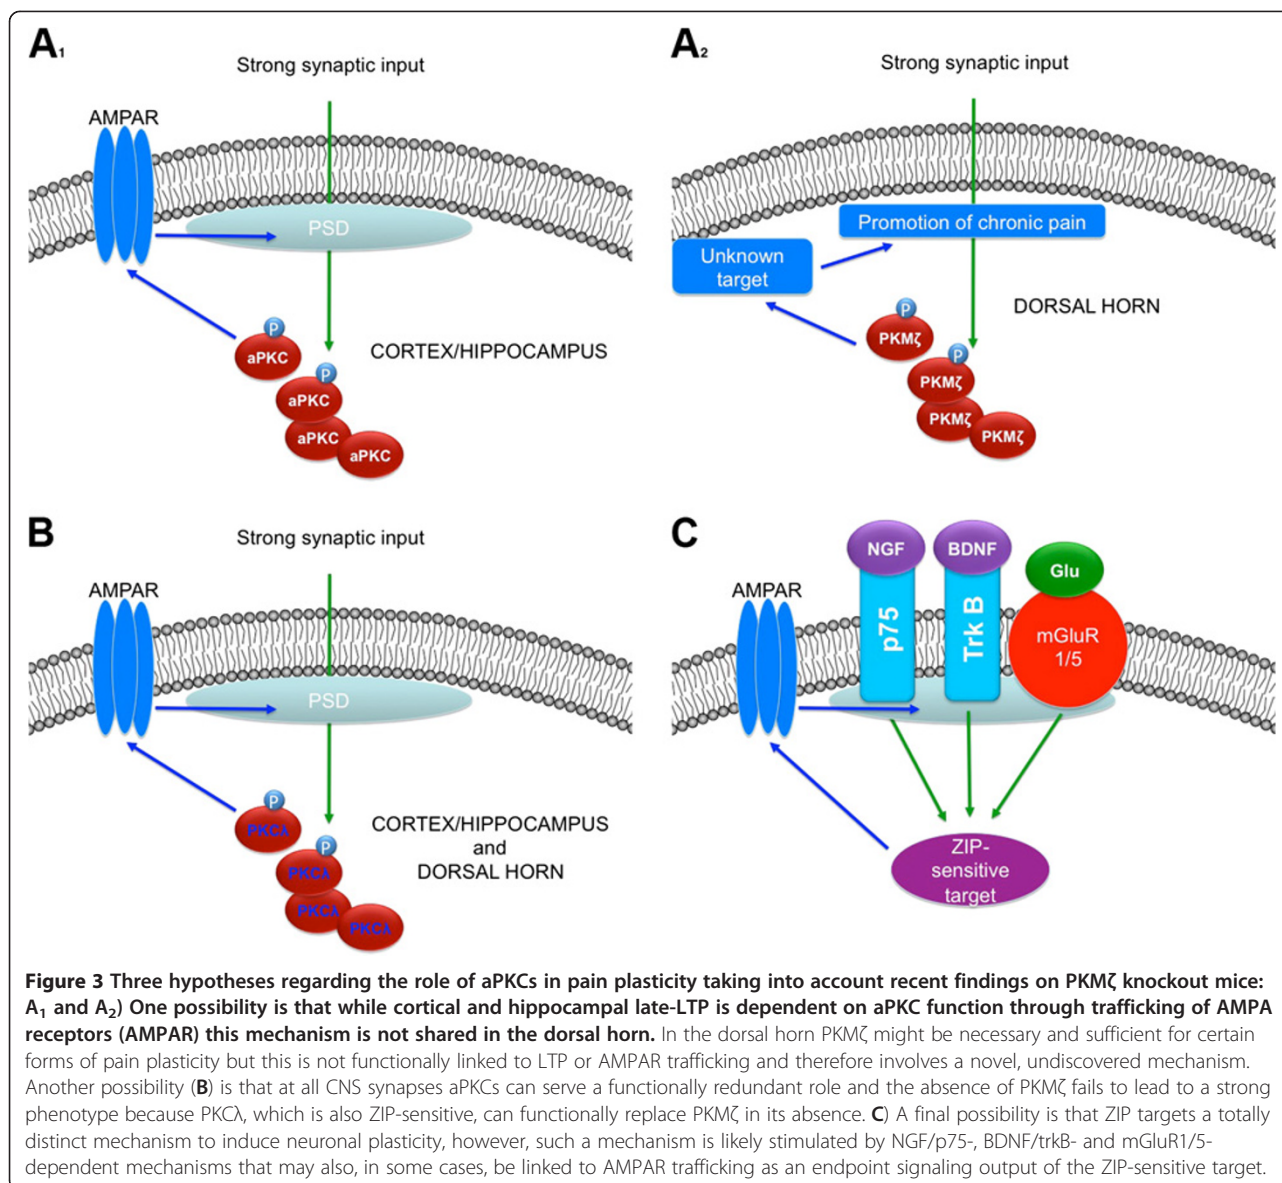 A1
Strong synaptic input
AMPAR
PSD
P
aPKC
P
aPKC
aPKC
aPKC
CORTEX/HIPPOCAMPUS
A2
Strong synaptic input
Promotion of chronic pain
Unknown
target
DORSAL HORN
P
PKMζ
P
PKMζ
PKMζ
PKMζ
B
Strong synaptic input
AMPAR
PSD
P
PKCλ
P
PKCλ
PKCλ
PKCλ
CORTEX/HIPPOCAMPUS
and
DORSAL HORN
C
NGF
BDNF
Glu
AMPAR
p75
Trk B
mGluR
1/5
ZIP-
sensitive
target
Figure 3 Three hypotheses regarding the role of aPKCs in pain plasticity taking into account recent findings on PKMζ knockout mice:
A1 and A2) One possibility is that while cortical and hippocampal late-LTP is dependent on aPKC function through trafficking of AMPA
receptors (AMPAR) this mechanism is not shared in the dorsal horn. In the dorsal horn PKMζ might be necessary and sufficient for certain
forms of pain plasticity but this is not functionally linked to LTP or AMPAR trafficking and therefore involves a novel, undiscovered mechanism.
Another possibility (B) is that at all CNS synapses aPKCs can serve a functionally redundant role and the absence of PKMζ fails to lead to a strong
phenotype because PKCλ, which is also ZIP-sensitive, can functionally replace PKMζ in its absence. C) A final possibility is that ZIP targets a totally
distinct mechanism to induce neuronal plasticity, however, such a mechanism is likely stimulated by NGF/p75-, BDNF/trkB- and mGluR1/5-
dependent mechanisms that may also, in some cases, be linked to AMPAR trafficking as an endpoint signaling output of the ZIP-sensitive target.